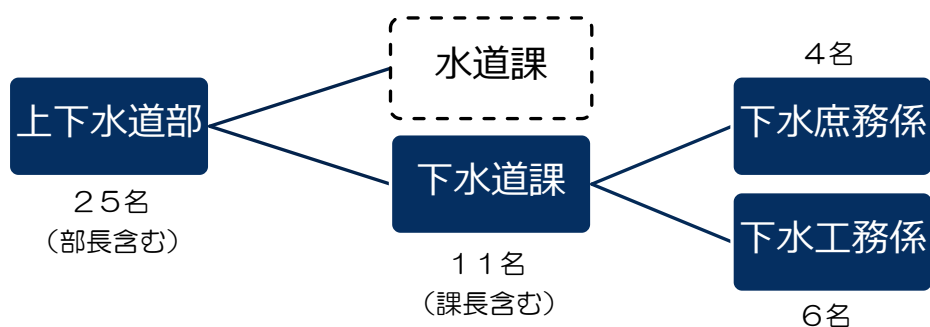 上下水道部
２５名
（部長含む）
水道課
下水道課
１１名
（課長含む）
４名
下水庶務係
下水工務係
６名